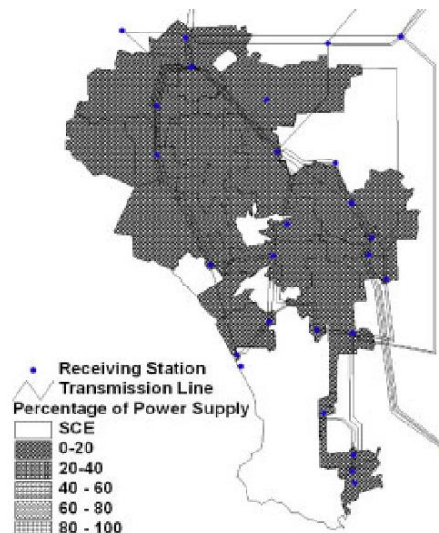 Receiving Station
Transmission Line
Percentage of Power Supply
SCE
0-20
20-40
40 - 60
60 - 80
80 - 100